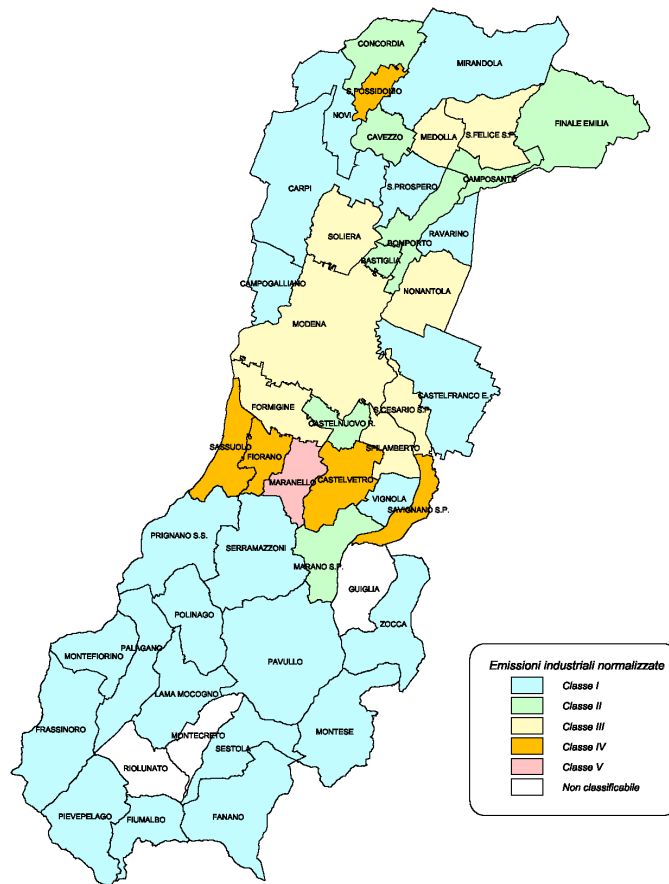 CONCORDIA
MIRANDOLA
S.POSSIDONIO
NOVI
CAVEZZO
MEDOLLA
S.FELICE S.P.
FINALE EMILIA
CAMPOSANTO
CARPI
S.PROSPERO
SOLIERA
BOMPORTO
RAVARINO
BASTIGLIA
CAMPOGALLIANO
NONANTOLA
MODENA
CASTELFRANCO E.
FORMIGINE
S.CESARIO S.P.
CASTELNUOVO R.
SASSUOLO
FIORANO
SPILAMBERTO
MARANELLO
CASTELVETRO
VIGNOLA
SAVIGNANO S.P.
PRIGNANO S.S.
SERRAMAZZONI
MARANO S.P.
GUIGLIA
POLINAGO
ZOCCA
PALAGANO
MONTEFIORINO
PAVULLO
LAMA MOCOGNO
FRASSINORO
MONTECRETO
MONTESE
SESTOLA
RIOLUNATO
PIEVEPELAGO
FIUMALBO
FANANO
Emissioni industriali normalizzate
Classe I
Classe II
Classe III
Classe IV
Classe V
Non classificabile